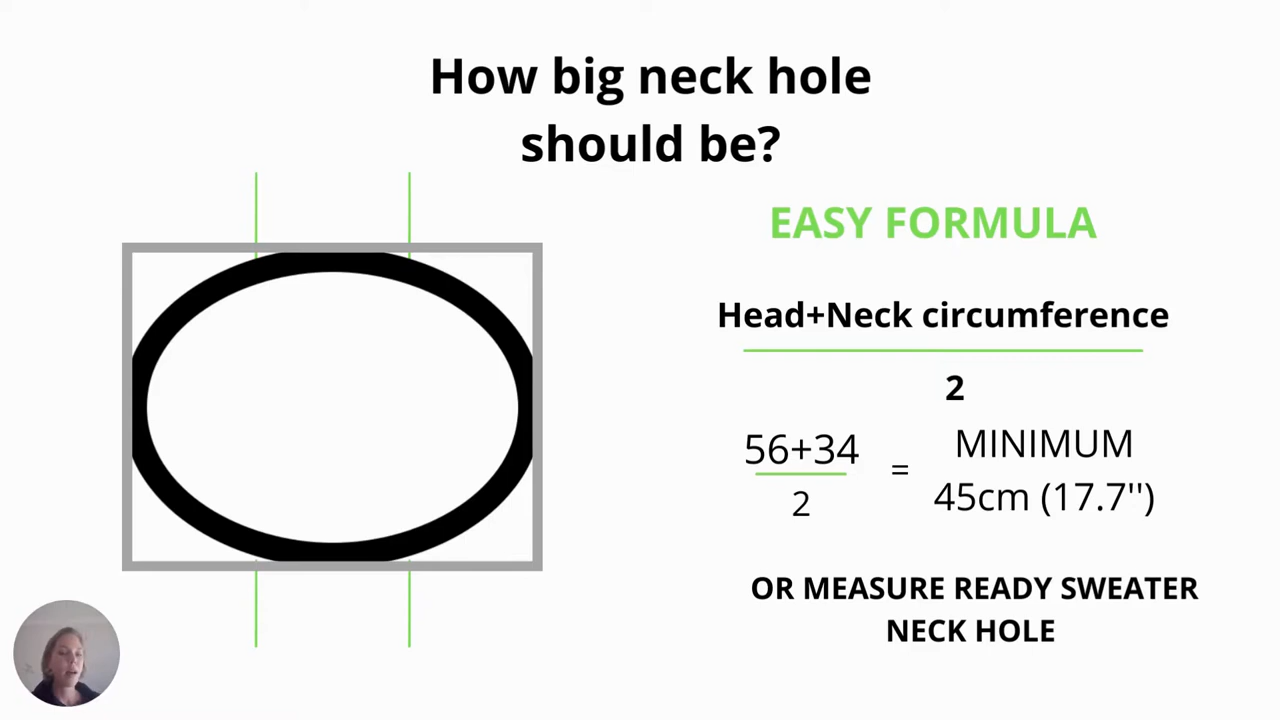 How big neck hole
should be?
EASY FORMULA
Head+Neck circumference
2
56+34
2
=
MINIMUM
45cm (17.7'')
OR MEASURE READY SWEATER
NECK HOLE